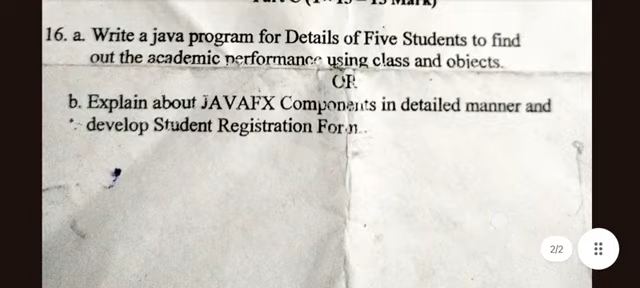 16. a. Write a java program for Details of Five Students to find
out the academic performance using class and objects.
OR
b. Explain about JAVAFX Components in detailed manner and
develop Student Registration Form.
2/2